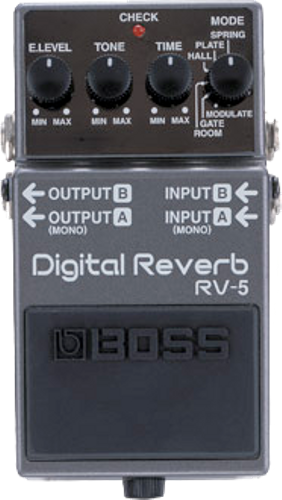 CHECK
MODE
SPRING
E.LEVEL
TONE
TIME
PLATE
HALL
MIN MAX
MIN MAX
MIN MAX
MODULATE
GATE
ROOM
OUTPUT B
INPUT B
OUTPUT A
INPUT A
(MONO)
(MONO)
Digital Reverb
RV-5
BOSS